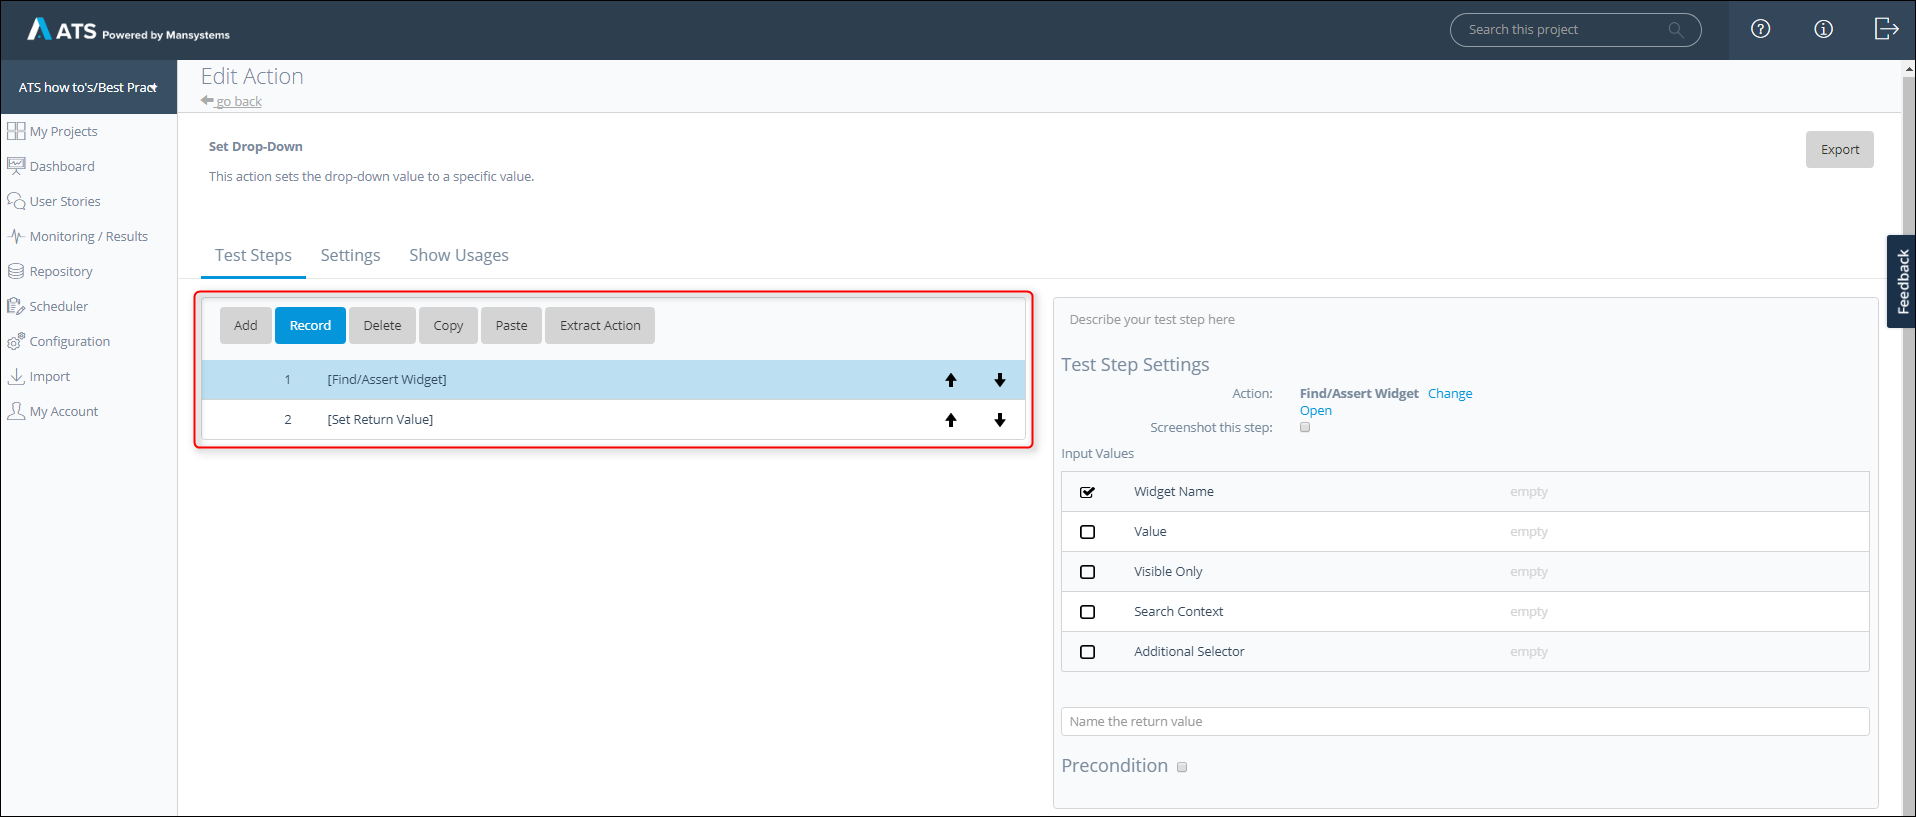 ATS Powered by Mansystems
Search this project
ATS how to's/Best Pract
Edit Action
go back
My Projects
Dashboard
User Stories
Monitoring / Results
Repository
Scheduler
Configuration
Import
My Account
Set Drop-Down
Export
This action sets the drop-down value to a specific value.
Test Steps Settings Show Usages
Feedback
Add Record Delete Copy Paste Extract Action
1 [Find/Assert Widget]
2 [Set Return Value]
Describe your test step here
Test Step Settings
Action: Find/Assert Widget Change
Open
Screenshot this step:
Input Values
Widget Name empty
Value empty
Visible Only empty
Search Context empty
Additional Selector empty
Name the return value
Precondition